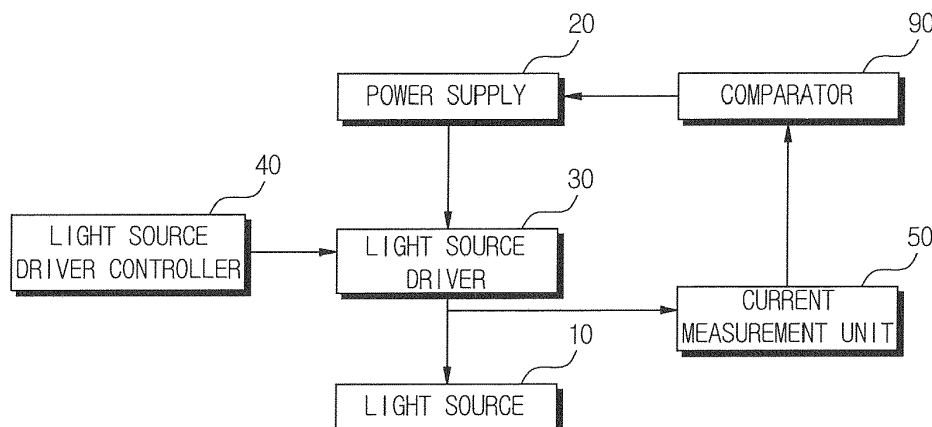 20
90
POWER SUPPLY
COMPARATOR
40
30
LIGHT SOURCE
DRIVER CONTROLLER
LIGHT SOURCE
DRIVER
50
CURRENT
MEASUREMENT UNIT
10
LIGHT SOURCE